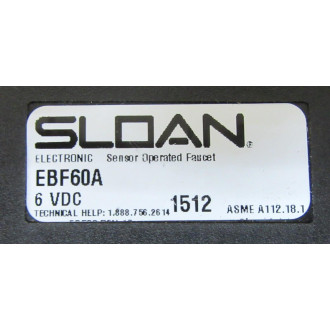 SLOAN®
ELECTRONIC Sensor Operated Faucet
EBF60A
6 VDC 1512 ASME A112.18.1
TECHNICAL HELP: 1.888.756.2614